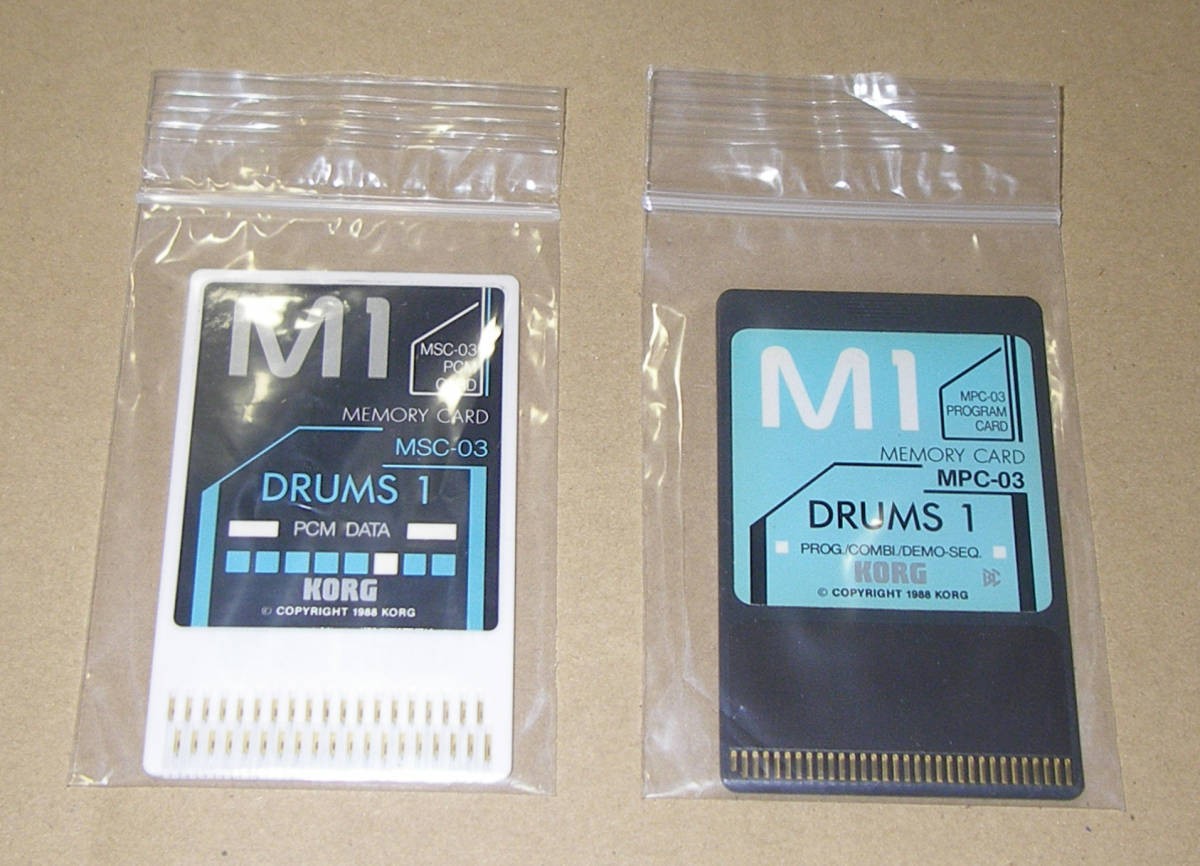 M1
MSC-03
PCM
CARD
MEMORY CARD
MSC-03
DRUMS 1
PCM DATA
KORG
© COPYRIGHT 1988 KORG
M1
MPC-03
PROGRAM
CARD
MEMORY CARD
MPC-03
DRUMS 1
PROG./COMBI./DEMO-SEQ.
KORG
© COPYRIGHT 1988 KORG